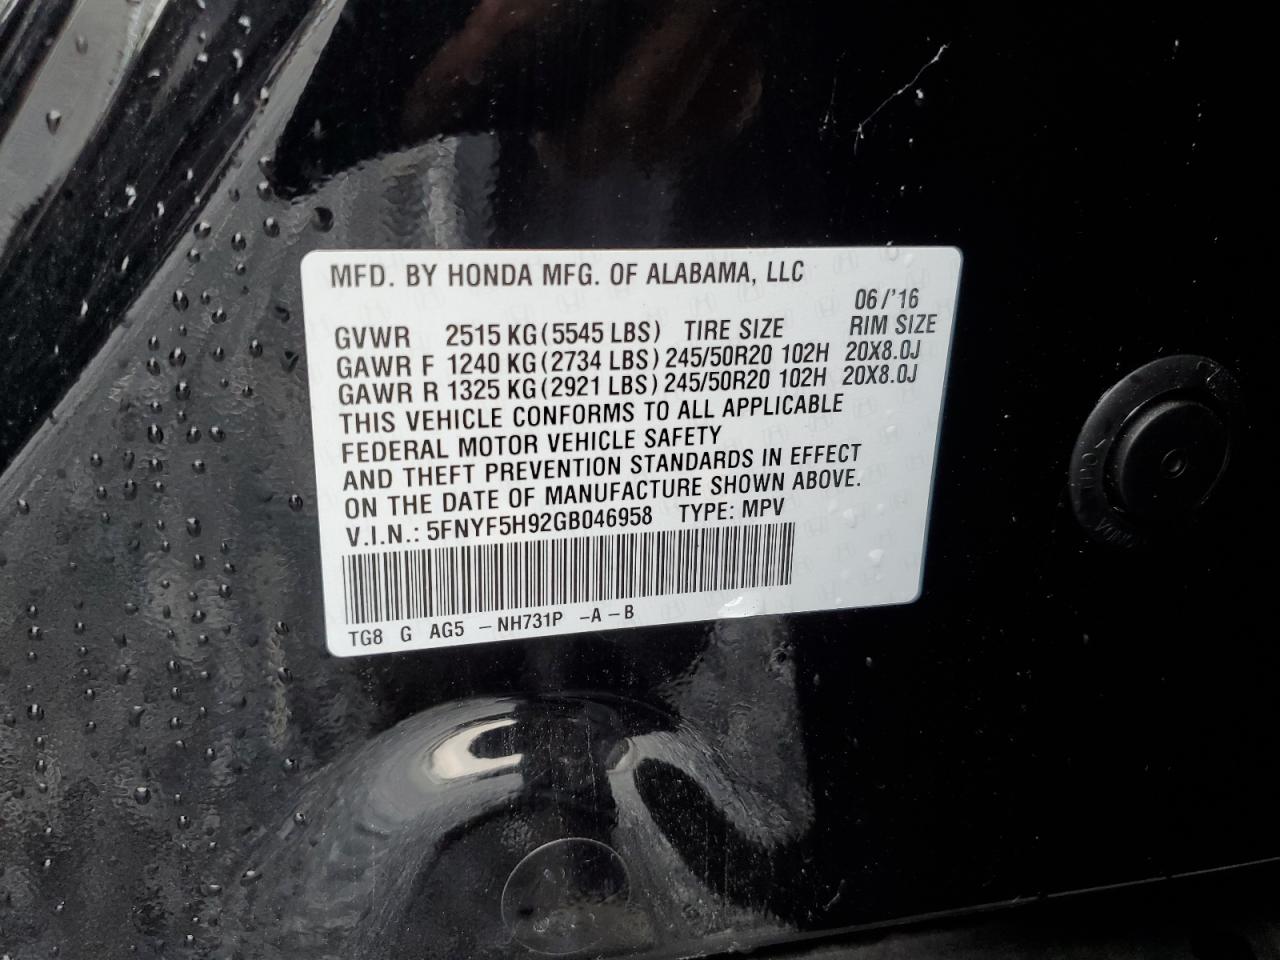 MFD. BY HONDA MFG. OF ALABAMA, LLC
06/'16
GVWR 2515 KG (5545 LBS) TIRE SIZE RIM SIZE
GAWR F 1240 KG (2734 LBS) 245/50R20 102H 20X8.0J
GAWR R 1325 KG (2921 LBS) 245/50R20 102H 20X8.0J
THIS VEHICLE CONFORMS TO ALL APPLICABLE
FEDERAL MOTOR VEHICLE SAFETY
AND THEFT PREVENTION STANDARDS IN EFFECT
ON THE DATE OF MANUFACTURE SHOWN ABOVE.
V.I.N.: 5FNYF5H92GB046958 TYPE: MPV
TG8 G AG5 -NH731P -A-B